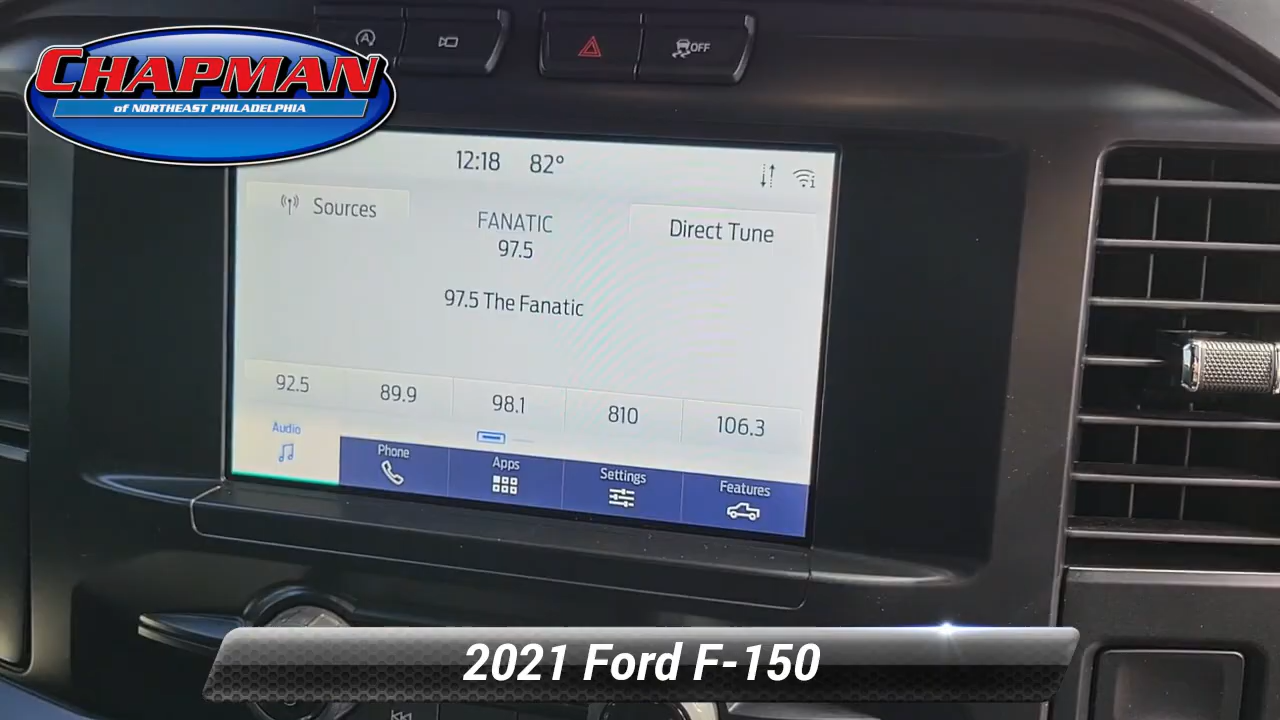 CHAPMAN
of NORTHEAST PHILADELPHIA
OFF
12:18 82°
Sources
FANATIC
97.5
Direct Tune
97.5 The Fanatic
92.5 89.9 98.1 810 106.3
Audio Phone Apps Settings Features
2021 Ford F-150